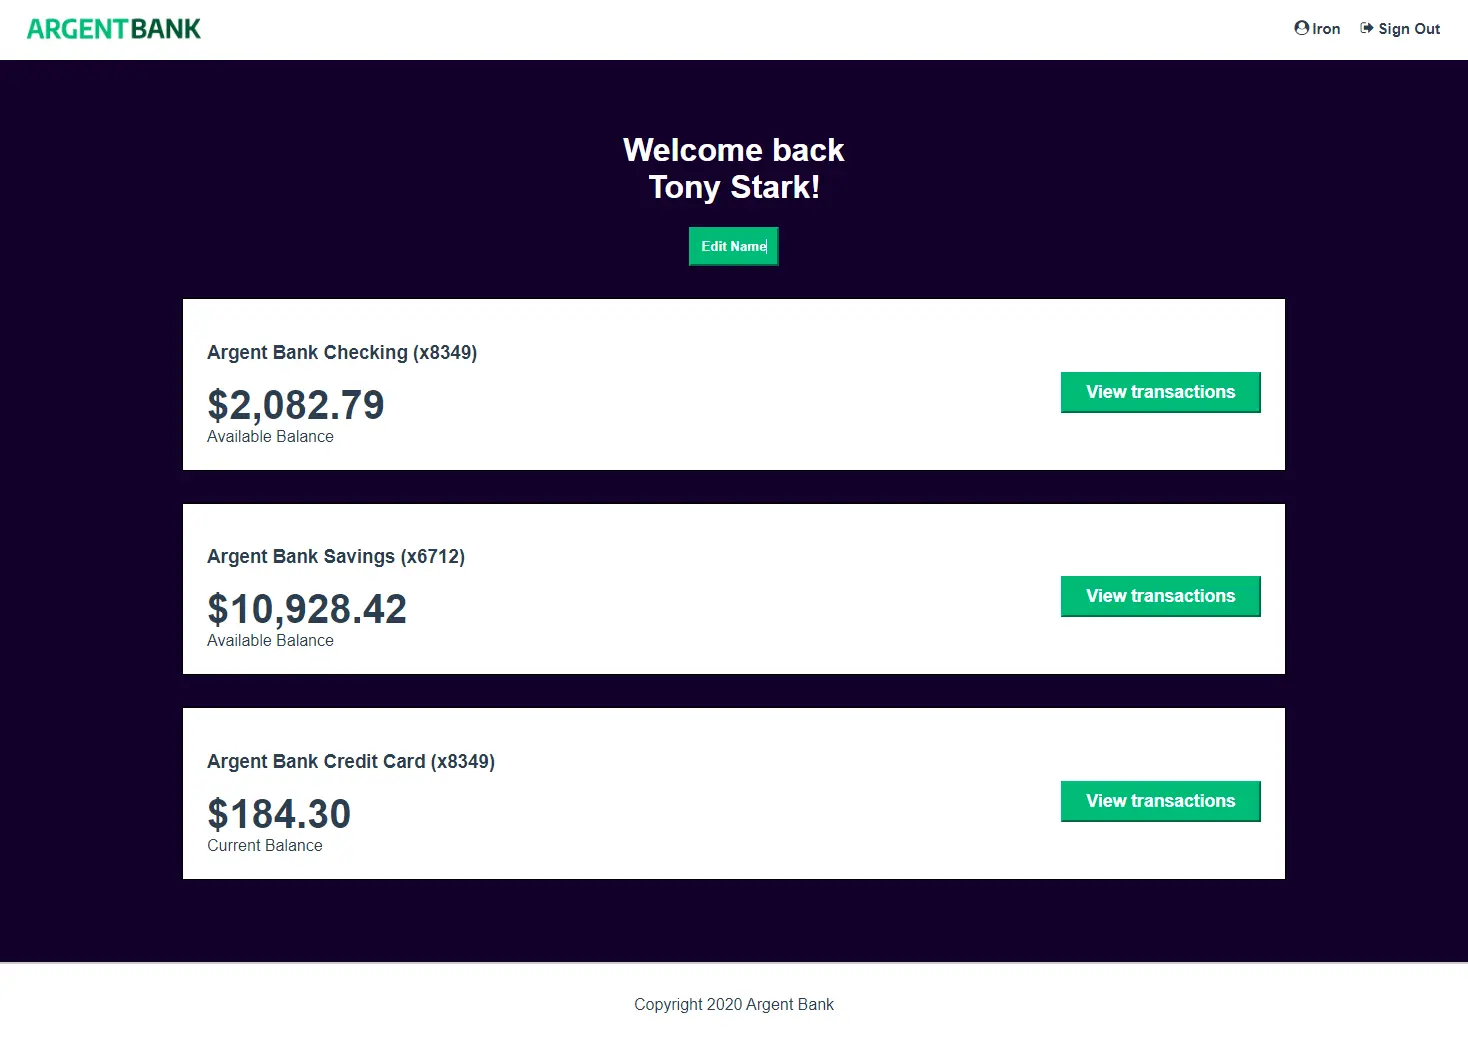 ARGENTBANK
Iron Sign Out
Welcome back
Tony Stark!
Edit Name
Argent Bank Checking (x8349)
$2,082.79
Available Balance
View transactions
Argent Bank Savings (x6712)
$10,928.42
Available Balance
View transactions
Argent Bank Credit Card (x8349)
$184.30
Current Balance
View transactions
Copyright 2020 Argent Bank